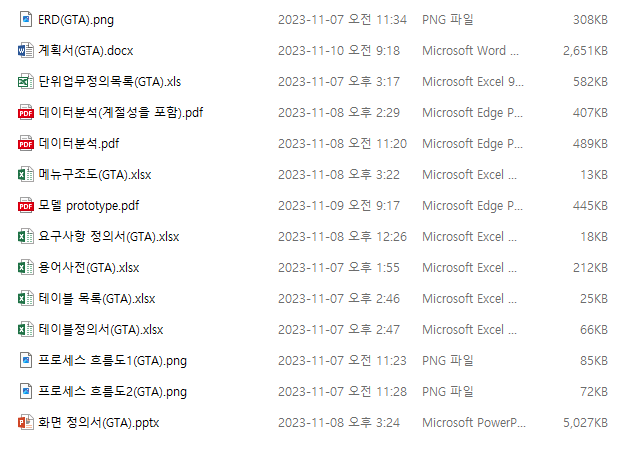 ERD(GTA).png 2023-11-07 오전 11:34 PNG 파일 308KB
계획서(GTA).docx 2023-11-10 오전 9:18 Microsoft Word ... 2,651KB
단위업무정의목록(GTA).xls 2023-11-07 오후 3:17 Microsoft Excel 9... 582KB
데이터분석(계절성을 포함).pdf 2023-11-08 오후 2:29 Microsoft Edge P... 407KB
데이터분석.pdf 2023-11-08 오전 11:20 Microsoft Edge P... 489KB
메뉴구조도(GTA).xlsx 2023-11-08 오후 3:22 Microsoft Excel ... 13KB
모델 prototype.pdf 2023-11-09 오전 9:17 Microsoft Edge P... 445KB
요구사항 정의서(GTA).xlsx 2023-11-08 오후 12:26 Microsoft Excel ... 18KB
용어사전(GTA).xlsx 2023-11-07 오후 1:55 Microsoft Excel ... 212KB
테이블 목록(GTA).xlsx 2023-11-07 오후 2:46 Microsoft Excel ... 25KB
테이블정의서(GTA).xlsx 2023-11-07 오후 2:47 Microsoft Excel ... 66KB
프로세스 흐름도1(GTA).png 2023-11-07 오전 11:23 PNG 파일 85KB
프로세스 흐름도2(GTA).png 2023-11-07 오전 11:28 PNG 파일 72KB
화면 정의서(GTA).pptx 2023-11-08 오후 3:24 Microsoft PowerP... 5,027KB